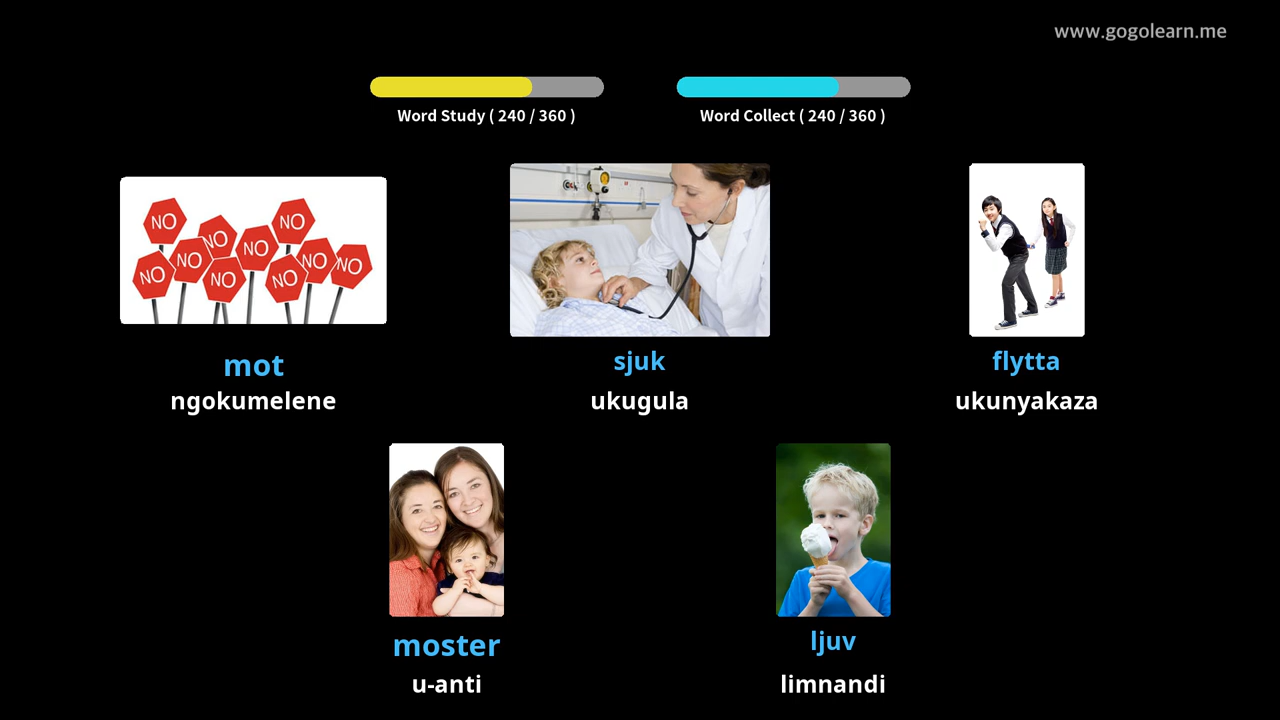 www.gogolearn.me
Word Study ( 240 / 360 )
Word Collect ( 240 / 360 )
NO
NO
NO
NO
NO
NO
NO
NO
NO
mot
sjuk
flytta
ngokumelene
ukugula
ukunyakaza
moster
ljuv
u-anti
limnandi